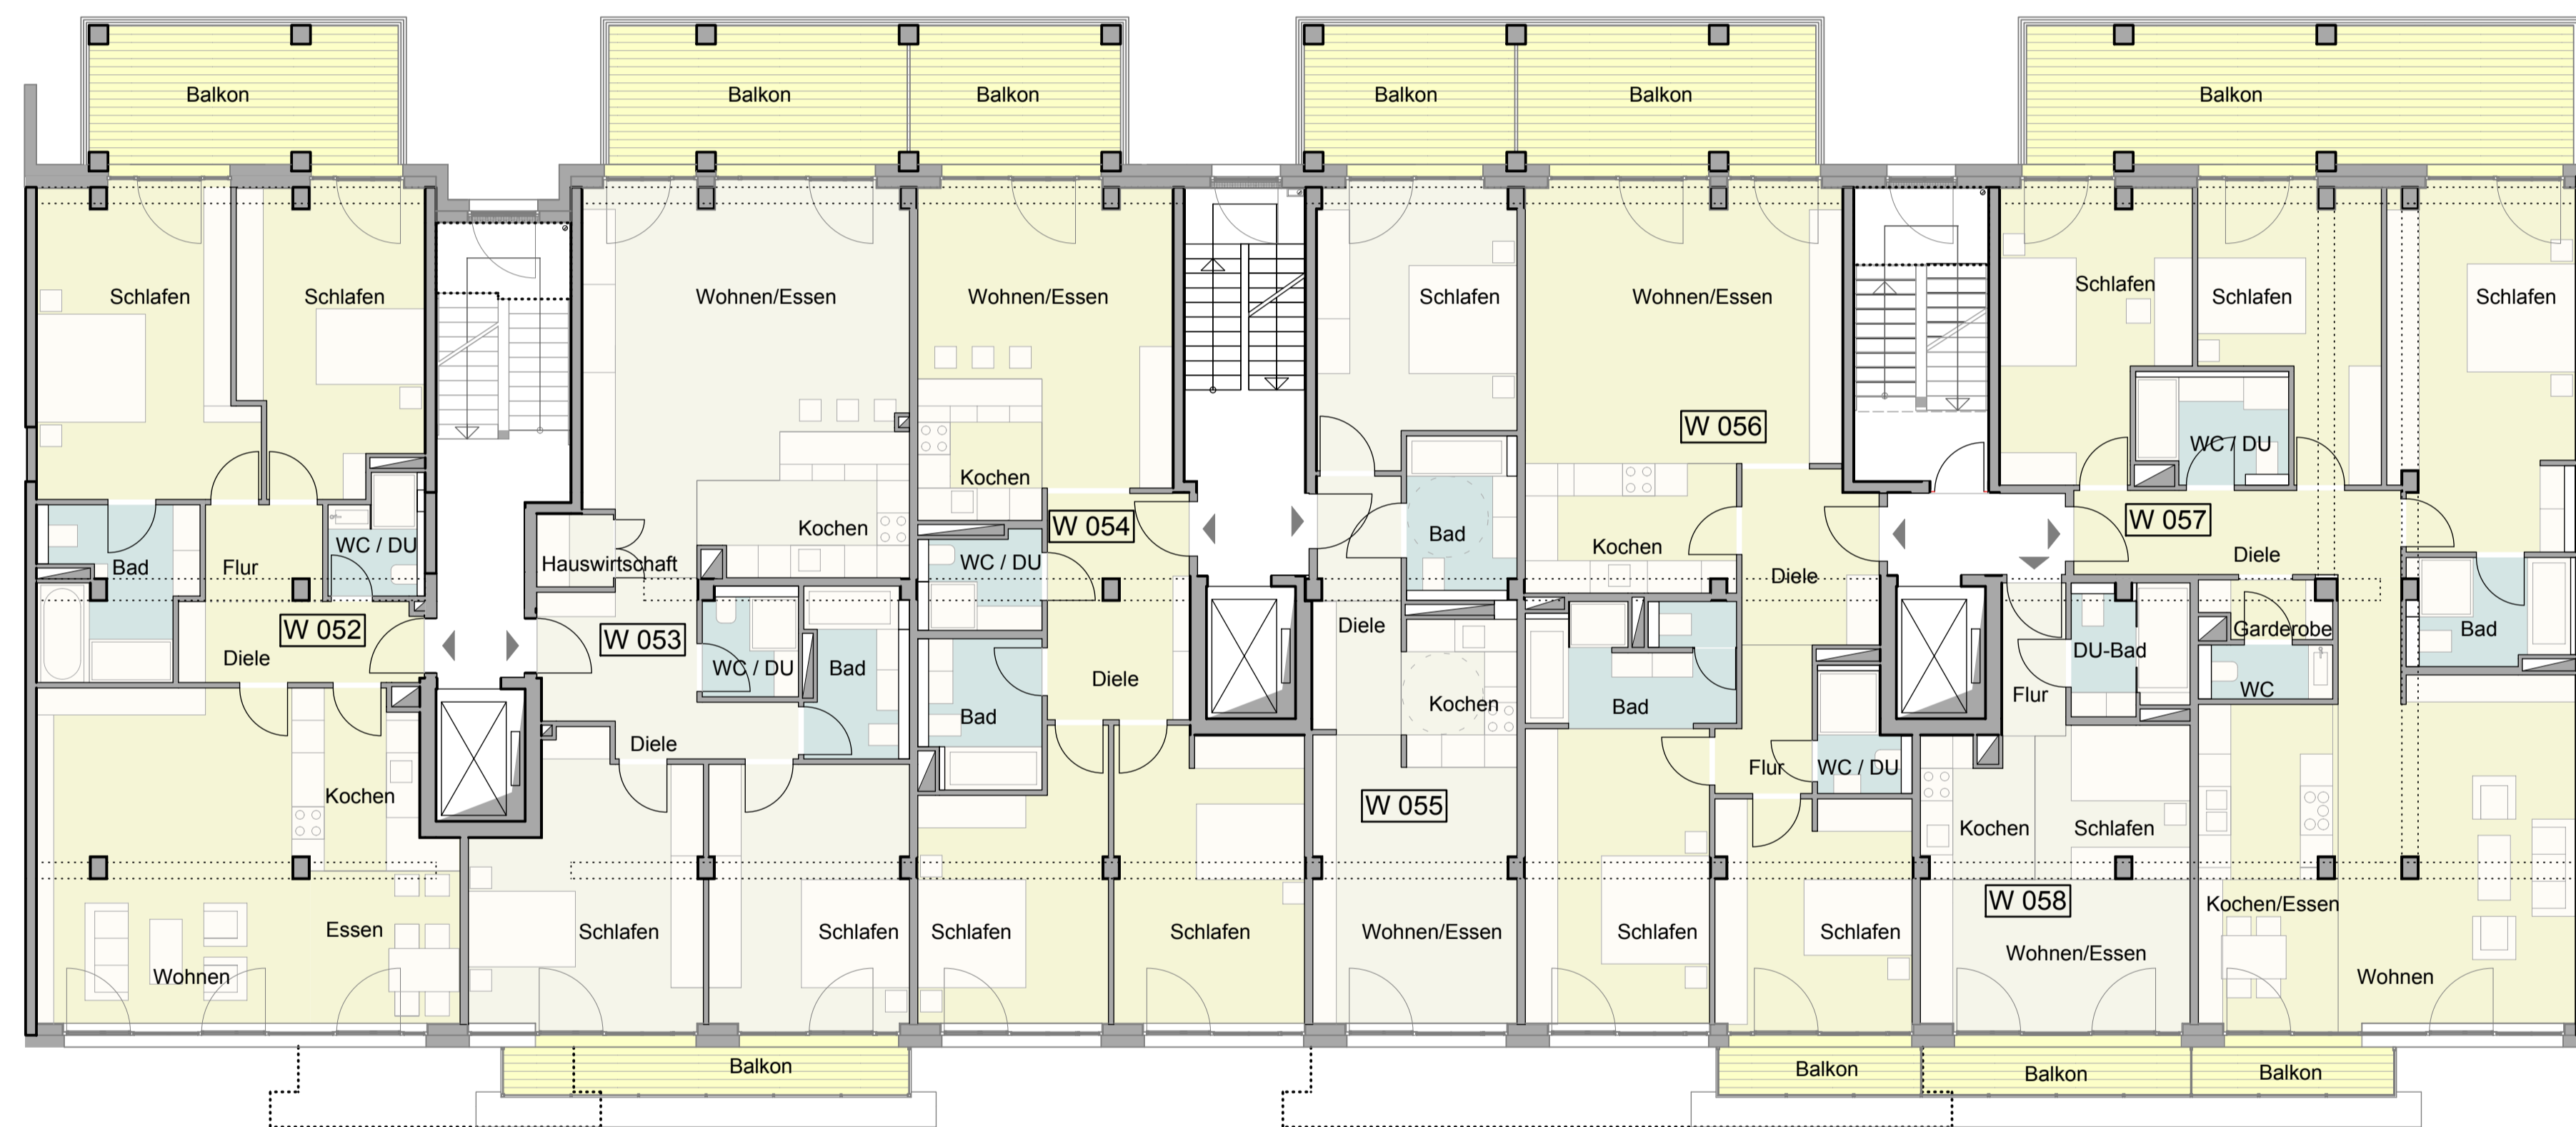 Balkon
Balkon
Balkon
Balkon
Balkon
Balkon
Schlafen
Schlafen
Wohnen/Essen
Wohnen/Essen
Schlafen
Wohnen/Essen
Schlafen
Schlafen
Schlafen
W 056
WC / DU
Kochen
W 054
W 057
Kochen
Bad
Kochen
WC / DU
Hauswirtschaft
WC / DU
Diele
Bad
Flur
Diele
W 052
W 053
Diele
Garderobe
Bad
DU-Bad
Diele
WC / DU
Bad
Diele
WC
Flur
Kochen
Bad
Bad
Diele
Flur
WC / DU
Kochen
W 055
Kochen
Schlafen
W 058
Kochen/Essen
Essen
Schlafen
Schlafen
Schlafen
Schlafen
Wohnen/Essen
Schlafen
Schlafen
Wohnen/Essen
Wohnen
Wohnen
Balkon
Balkon
Balkon
Balkon